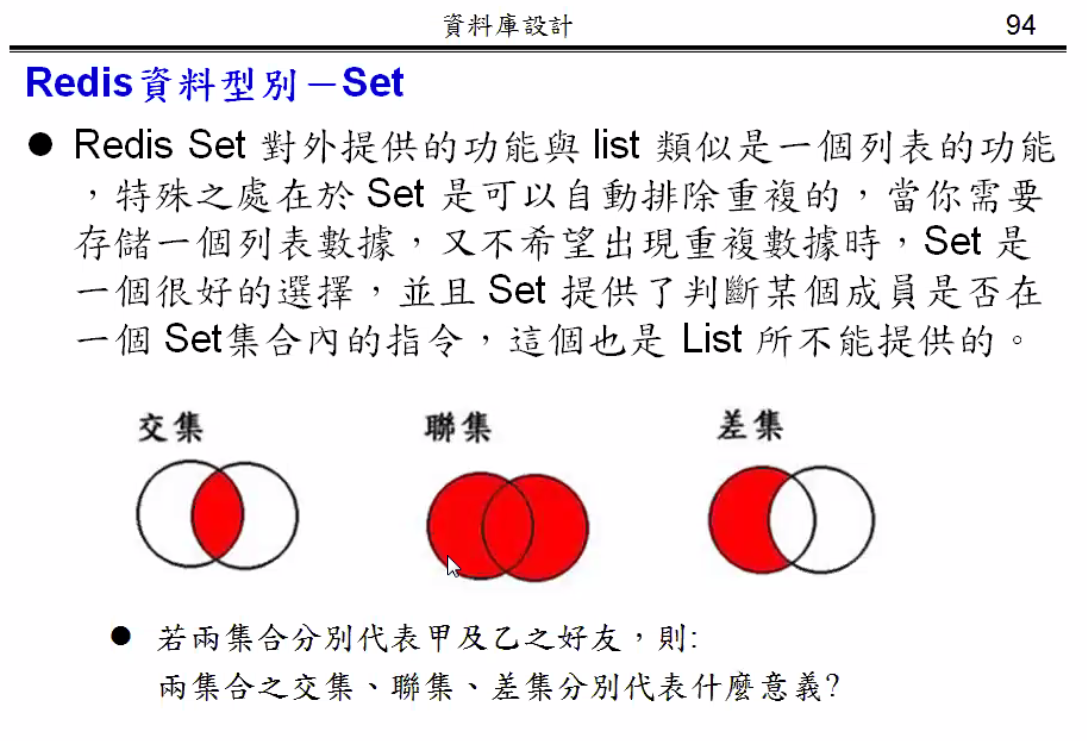 資料庫設計
94
Redis資料型別－Set
● Redis Set 對外提供的功能與 list 類似是一個列表的功能
，特殊之處在於 Set 是可以自動排除重複的，當你需要
存儲一個列表數據，又不希望出現重複數據時，Set 是
一個很好的選擇，並且 Set 提供了判斷某個成員是否在
一個 Set集合內的指令，這個也是 List 所不能提供的。
交集 聯集 差集
● 若兩集合分別代表甲及乙之好友，則:
兩集合之交集、聯集、差集分別代表什麼意義?